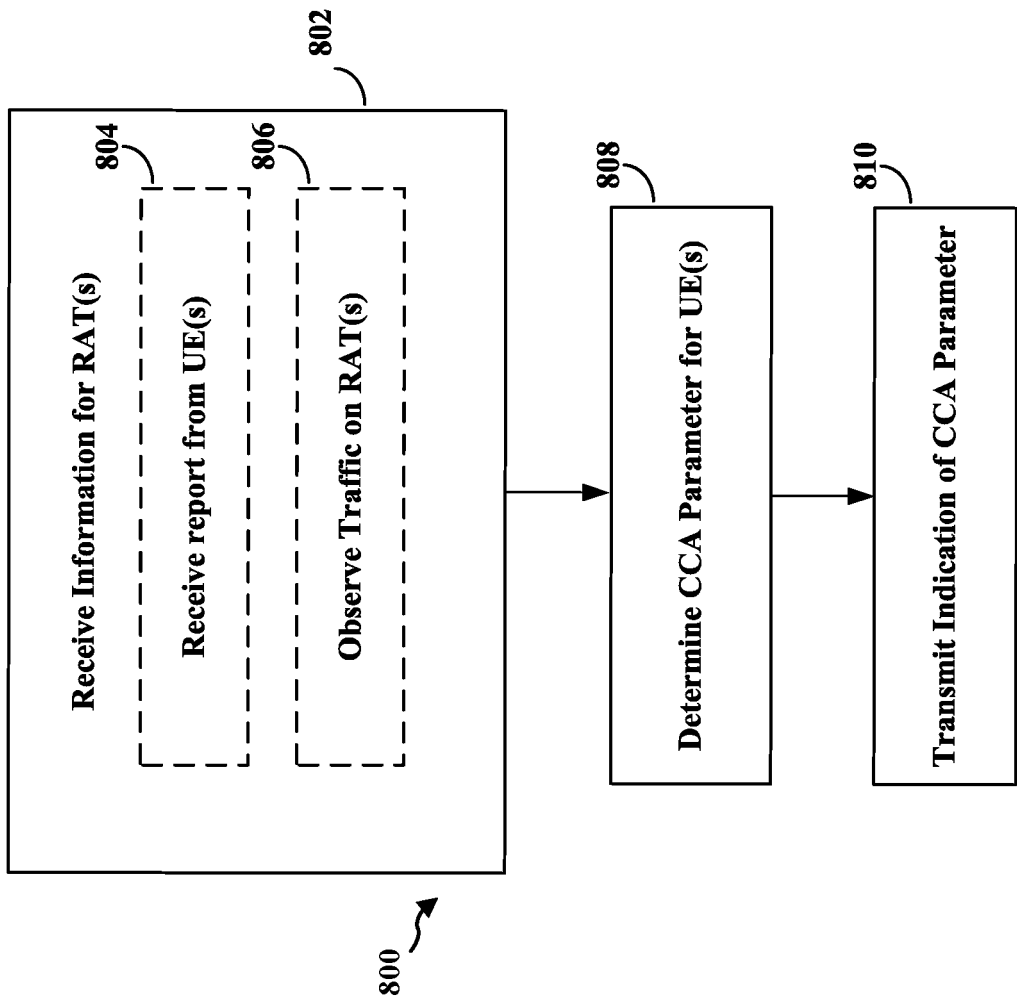 800
802
Receive Information for RAT(s)
804
Receive report from UE(s)
806
Observe Traffic on RAT(s)
808
Determine CCA Parameter for UE(s)
810
Transmit Indication of CCA Parameter